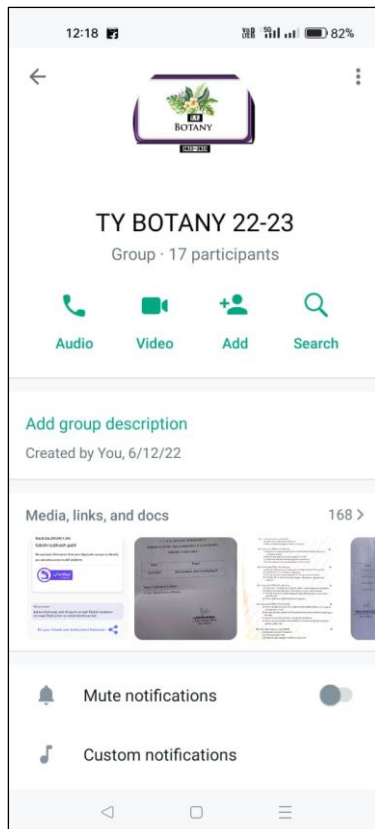 12:18
82%
TY
BOTANY
TY BOTANY 22-23
Group · 17 participants
Audio Video Add Search
Add group description
Created by You, 6/12/22
Media, links, and docs 168 >
Mute notifications
Custom notifications